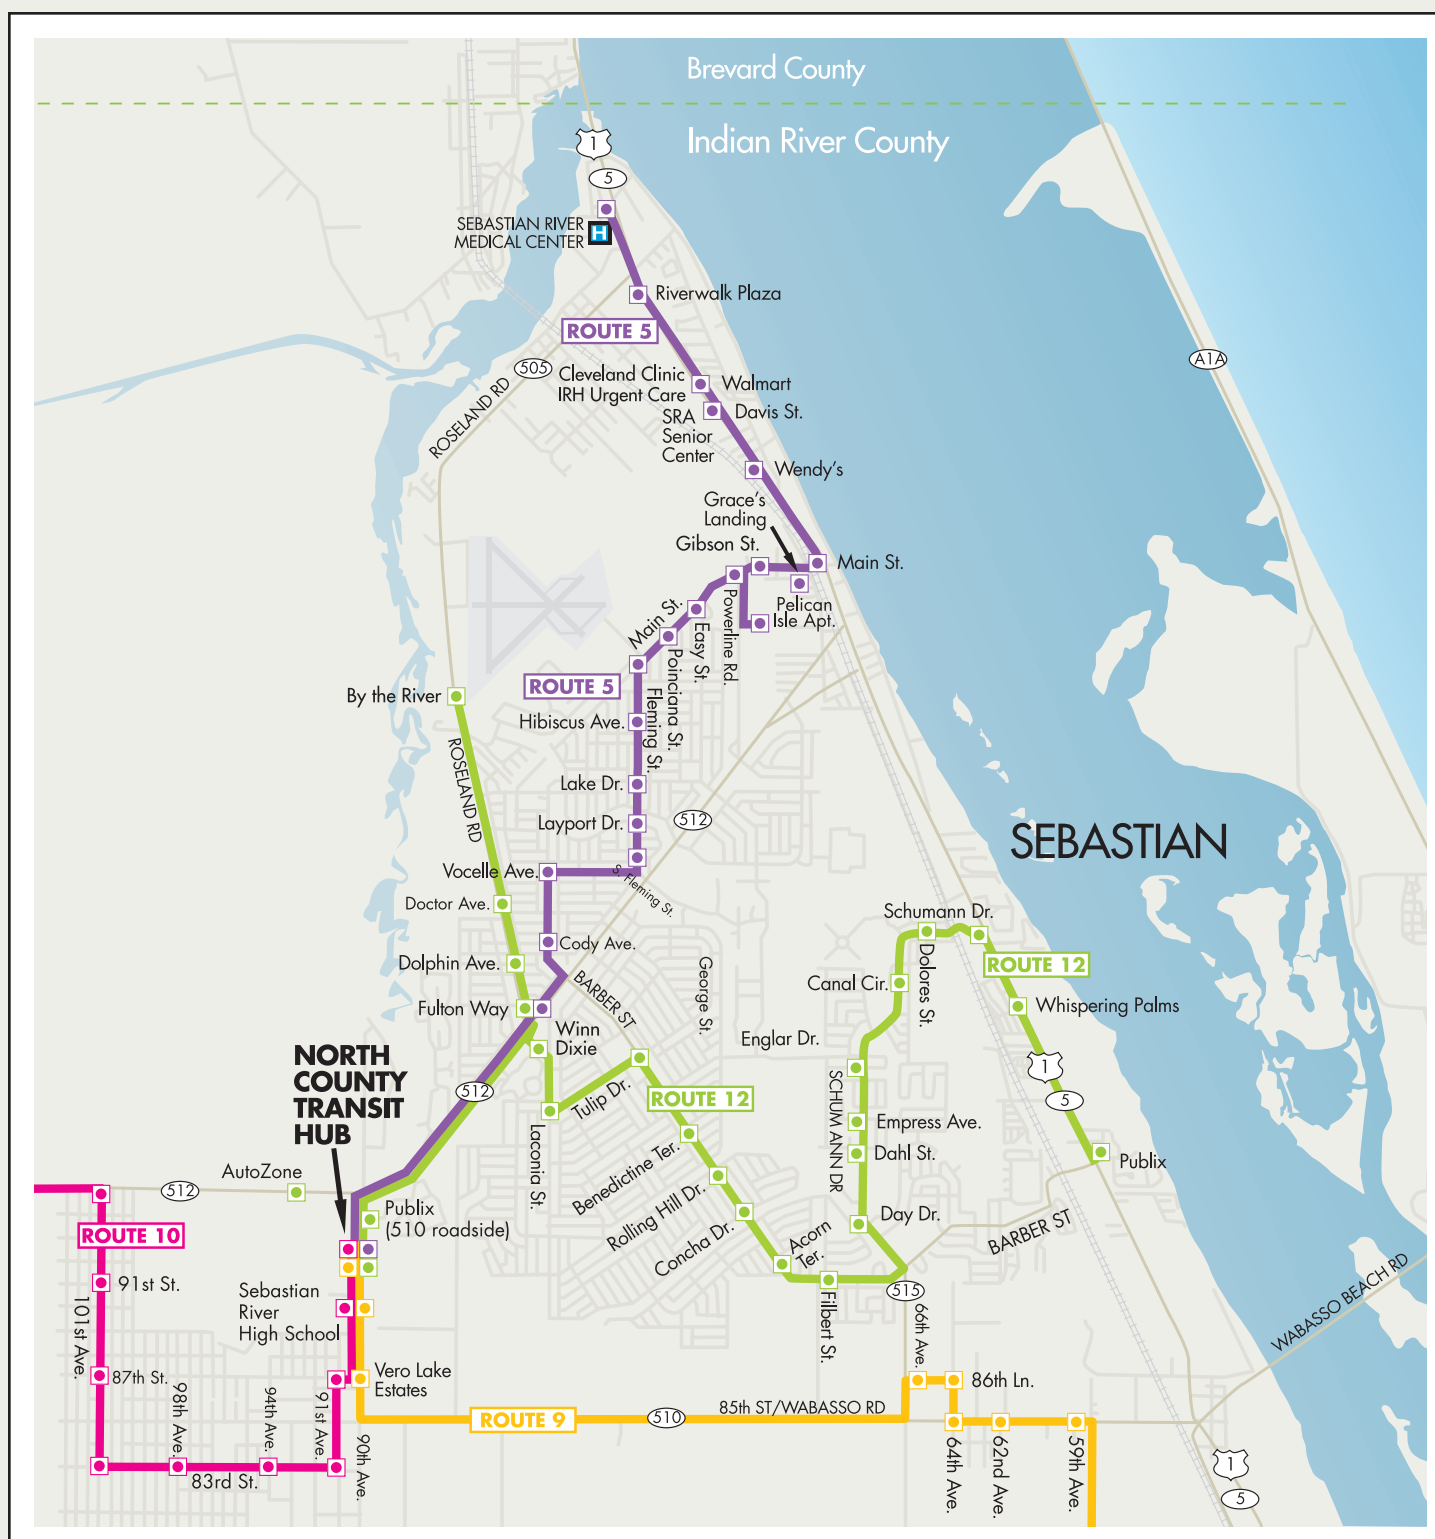 Brevard County
Indian River County
1
5
SEBASTIAN RIVER
MEDICAL CENTER
H
Riverwalk Plaza
ROUTE 5
A1A
505
ROSELAND RD
Cleveland Clinic
IRH Urgent Care
Walmart
Davis St.
SRA
Senior
Center
Wendy's
Grace's
Landing
Gibson St.
Main St.
Pelican
Isle Apt.
Powerline Rd.
Main St.
Easy St.
Poinciana St.
Fleming St.
ROUTE 5
By the River
Hibiscus Ave.
ROSELAND RD
Lake Dr.
Layport Dr.
512
SEBASTIAN
Vocelle Ave.
S. Fleming St.
Doctor Ave.
Schumann Dr.
Cody Ave.
Dolphin Ave.
BARBER ST
George St.
Dolores St.
ROUTE 12
Canal Cir.
Fulton Way
Whispering Palms
Winn
Dixie
Englar Dr.
NORTH
COUNTY
TRANSIT
HUB
512
Tulip Dr.
ROUTE 12
SCHUM ANN DR
1
5
Empress Ave.
Dahl St.
Laconia St.
Benedictine Ter.
Publix
AutoZone
512
Publix
(510 roadside)
Rolling Hill Dr.
Concha Dr.
Acorn
Ter.
Day Dr.
BARBER ST
ROUTE 10
91st St.
101st Ave.
Sebastian
River
High School
Filbert St.
515
66th Ave.
WABASSO BEACH RD
87th St.
Vero Lake
Estates
86th Ln.
98th Ave.
94th Ave.
91st Ave.
90th Ave.
ROUTE 9
510
85th ST/WABASSO RD
83rd St.
64th Ave.
62nd Ave.
59th Ave.
1
5